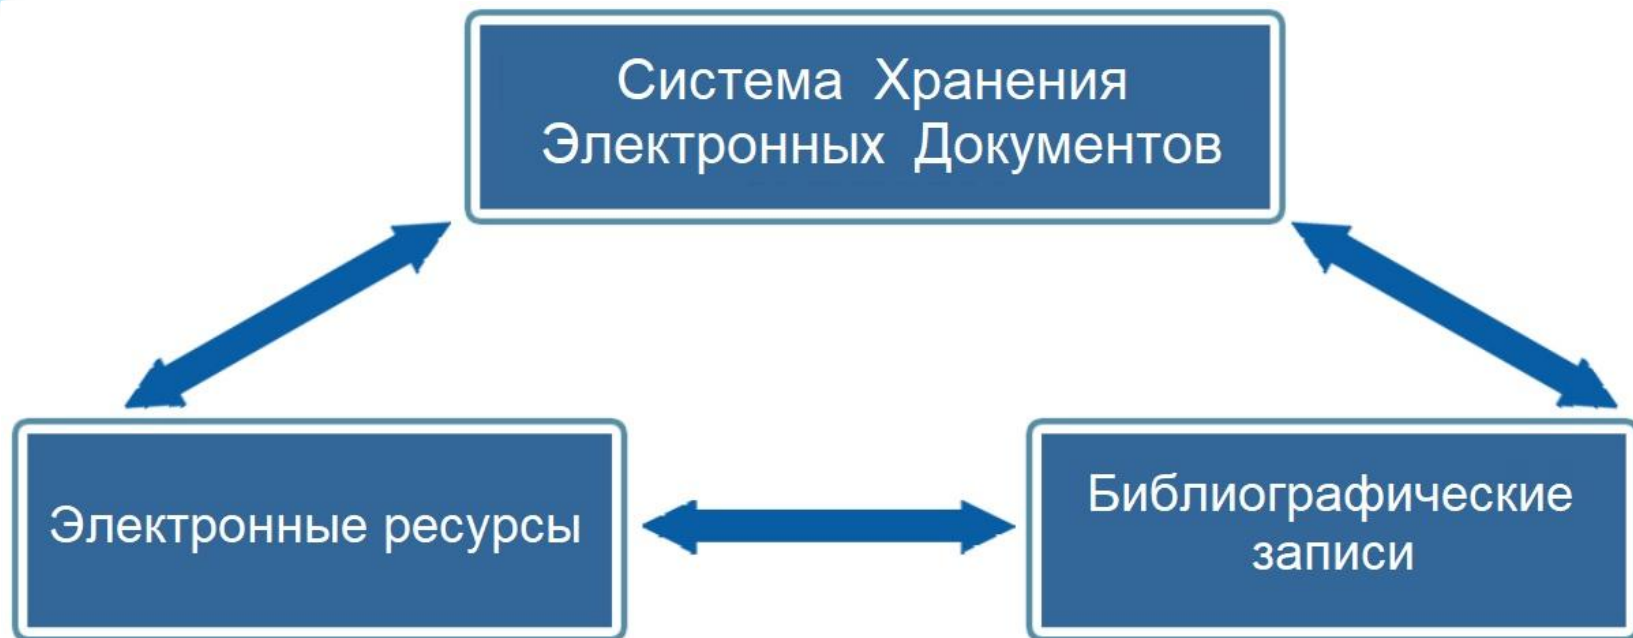 Система Хранения
Электронных Документов
Электронные ресурсы
Библиографические
записи